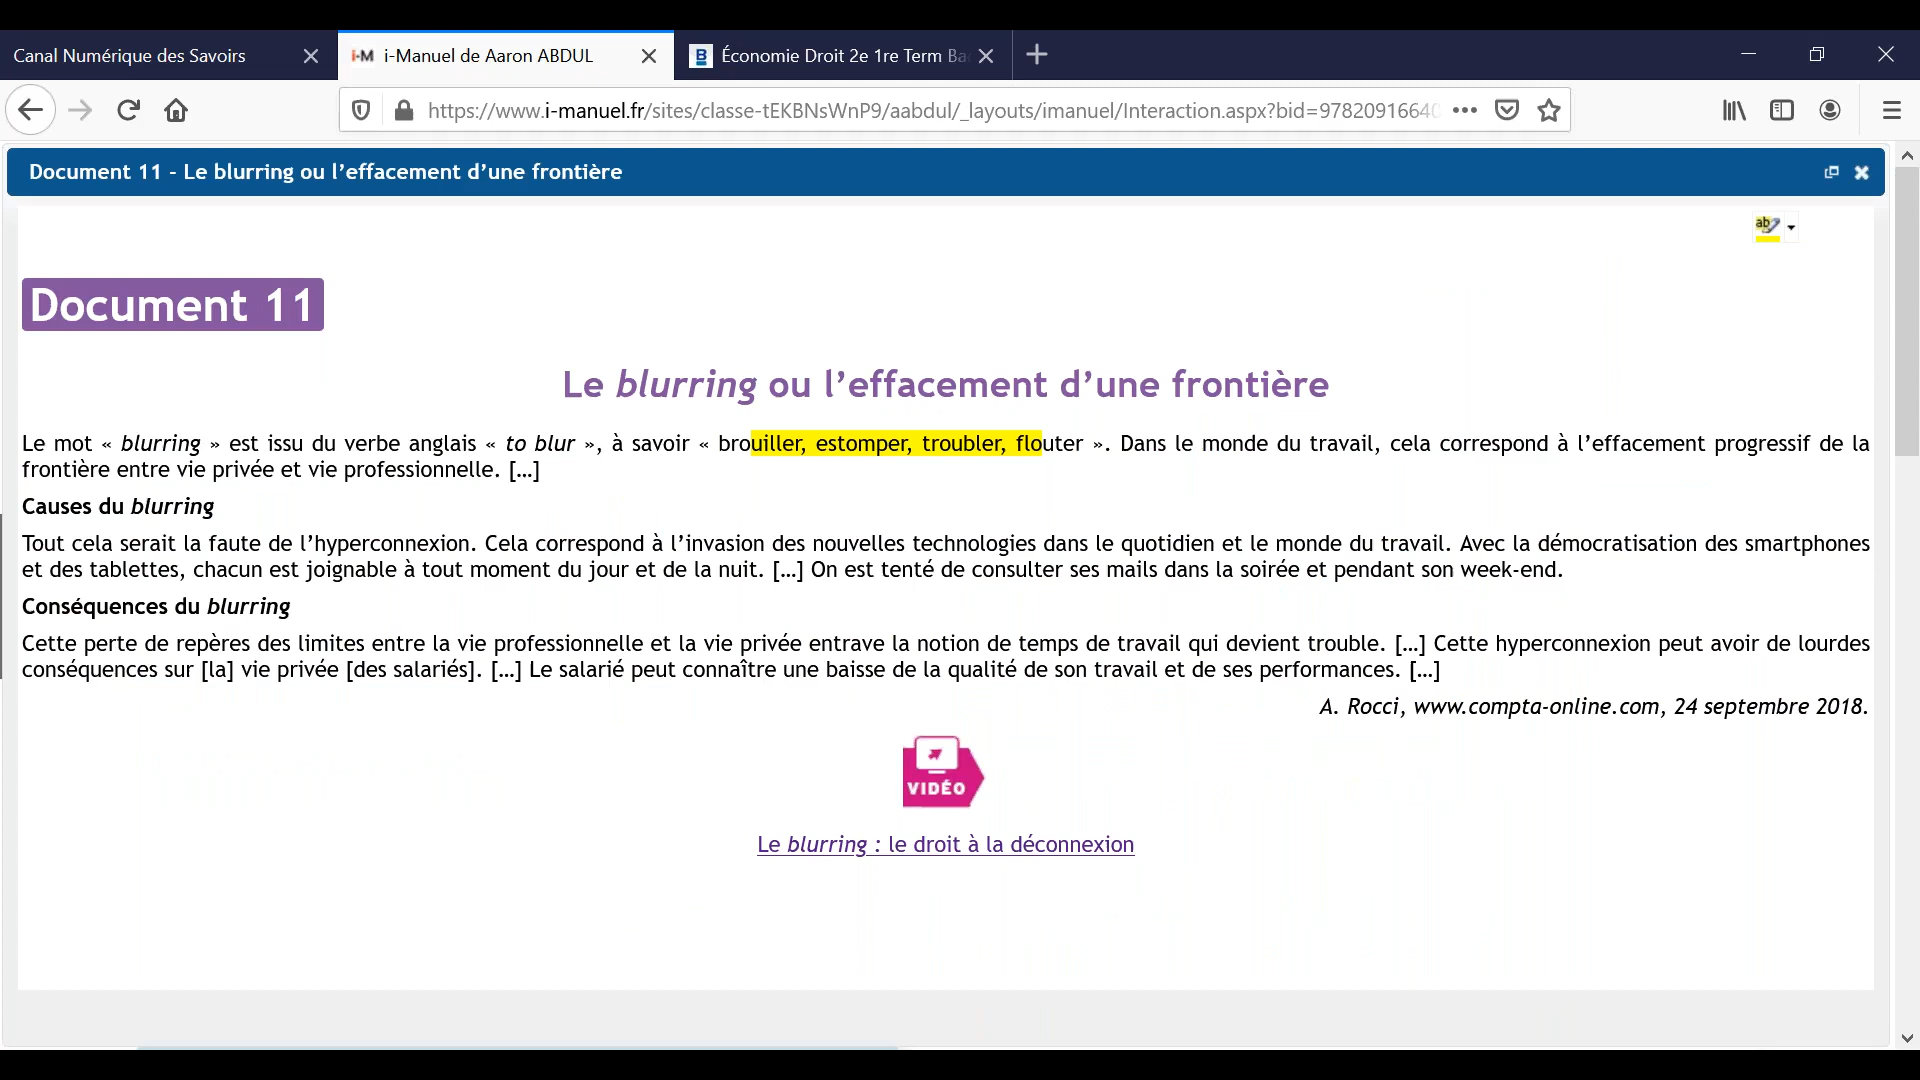 Canal Numérique des Savoirs
i-M i-Manuel de Aaron ABDUL
B Économie Droit 2e 1re Term Ba
https://www.i-manuel.fr/sites/classe-tEKBNsWnP9/aabdul/_layouts/imanuel/Interaction.aspx?bid=9782091664
Document 11 - Le blurring ou l’effacement d’une frontière
ab
Document 11
Le blurring ou l’effacement d’une frontière
Le mot « blurring » est issu du verbe anglais « to blur », à savoir « brouiller, estomper, troubler, flouter ». Dans le monde du travail, cela correspond à l’effacement progressif de la
frontière entre vie privée et vie professionnelle. […]
Causes du blurring
Tout cela serait la faute de l’hyperconnexion. Cela correspond à l’invasion des nouvelles technologies dans le quotidien et le monde du travail. Avec la démocratisation des smartphones
et des tablettes, chacun est joignable à tout moment du jour et de la nuit. […] On est tenté de consulter ses mails dans la soirée et pendant son week-end.
Conséquences du blurring
Cette perte de repères des limites entre la vie professionnelle et la vie privée entrave la notion de temps de travail qui devient trouble. […] Cette hyperconnexion peut avoir de lourdes
conséquences sur [la] vie privée [des salariés]. […] Le salarié peut connaître une baisse de la qualité de son travail et de ses performances. […]
A. Rocci, www.compta-online.com, 24 septembre 2018.
VIDÉO
Le blurring : le droit à la déconnexion